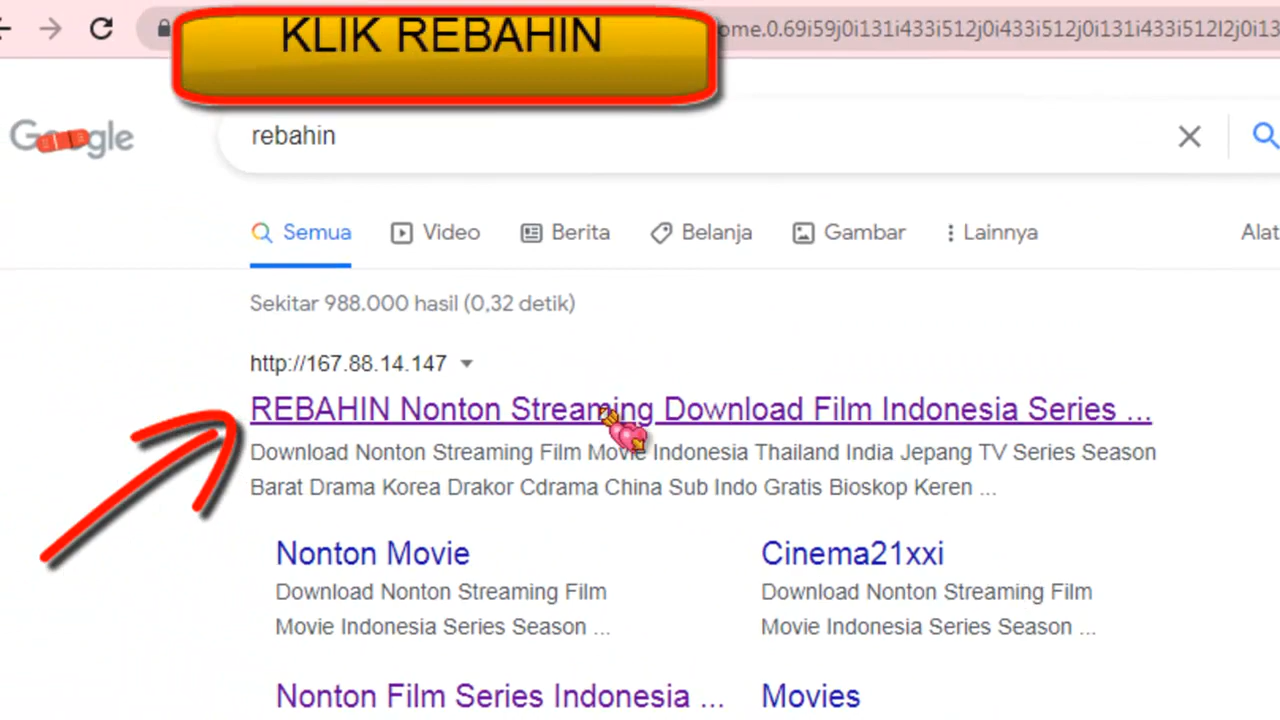 KLIK REBAHIN
ome.0.69i59j0i131i433i512j0i433i512j0i131i433i512l2j0i13
Google
rebahin
Semua Video Berita Belanja Gambar Lainnya Alat
Sekitar 988.000 hasil (0,32 detik)
http://167.88.14.147
REBAHIN Nonton Streaming Download Film Indonesia Series ...
Download Nonton Streaming Film Movie Indonesia Thailand India Jepang TV Series Season
Barat Drama Korea Drakor Cdrama China Sub Indo Gratis Bioskop Keren ...
Nonton Movie
Download Nonton Streaming Film
Movie Indonesia Series Season ...
Cinema21xxi
Download Nonton Streaming Film
Movie Indonesia Series Season ...
Nonton Film Series Indonesia ...
Movies